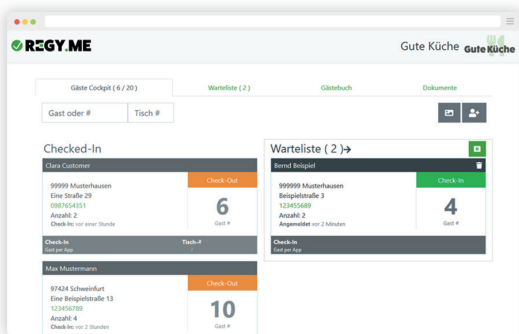 REGY.ME
Gute Küche Gute Küche
Gäste Cockpit ( 6 / 20 ) Warteliste ( 2 ) Gästebuch Dokumente
Gast oder # Tisch #
Checked-In
Clara Customer
99999 Musterhausen
Eine Straße 29
0987654351
Anzahl: 2
Check-In: vor einer Stunde
Check-Out
6
Gast #
Check-In Tisch-#
Gast per App /
Max Mustermann
97424 Schweinfurt
Eine Beispielstraße 13
123456789
Anzahl: 4
Check-In: vor 2 Stunden
Check-Out
10
Gast #
Warteliste ( 2 )→
Bernd Beispiel
999999 Musterhausen
Beispielstraße 3
123455689
Anzahl: 2
Angemeldet vor 2 Minuten
Check-In
4
Gast #
Check-In
Gast per App